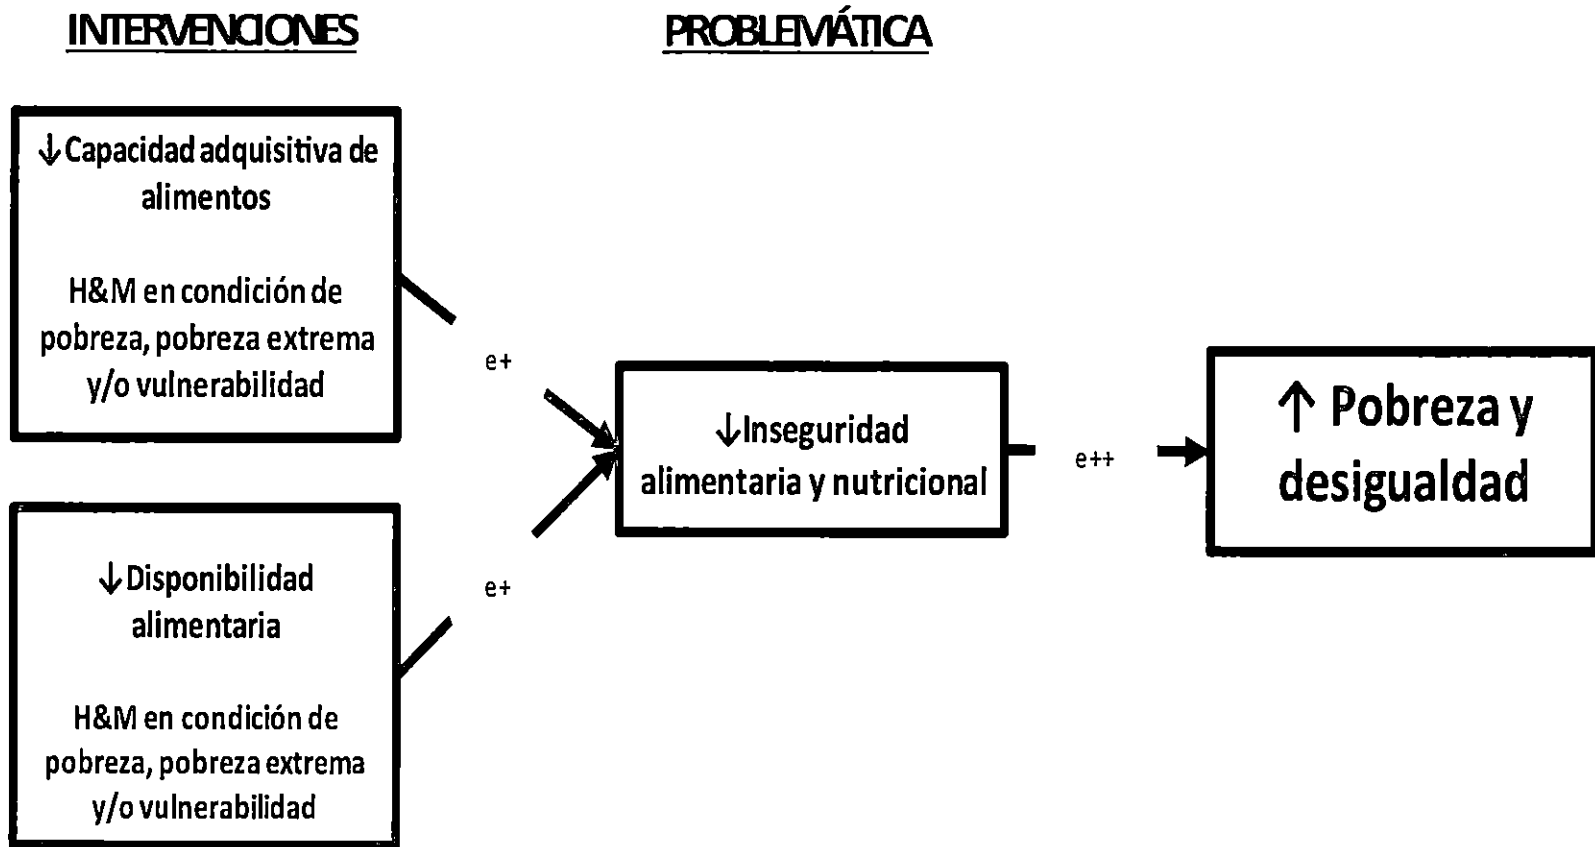 INTERVENCIONES
PROBLEMÁTICA
↓Capacidad adquisitiva de
alimentos
H&M en condición de
pobreza, pobreza extrema
y/o vulnerabilidad
e+
↓Inseguridad
alimentaria y nutricional
e++
↑ Pobreza y
desigualdad
↓Disponibilidad
alimentaria
H&M en condición de
pobreza, pobreza extrema
y/o vulnerabilidad
e+